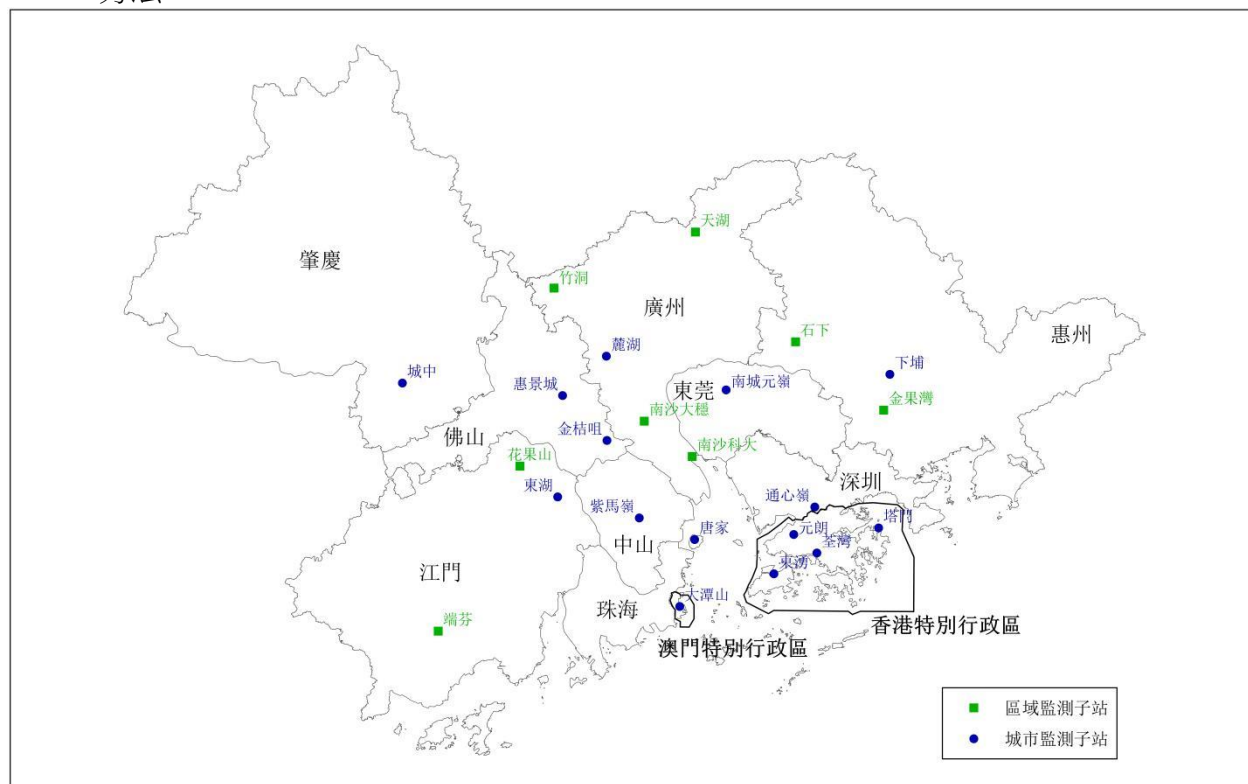 天湖
肇慶
竹洞
廣州
石下
惠州
麓湖
城中
惠景城
東莞
南城元嶺
下埔
金果灣
南沙大穩
佛山
金桔咀
花果山
南沙科大
東湖
深圳
紫馬嶺
通心嶺
塔門
中山
唐家
元朗
荃灣
江門
東湧
珠海
大潭山
端芬
香港特別行政區
澳門特別行政區
區域監測子站
城市監測子站